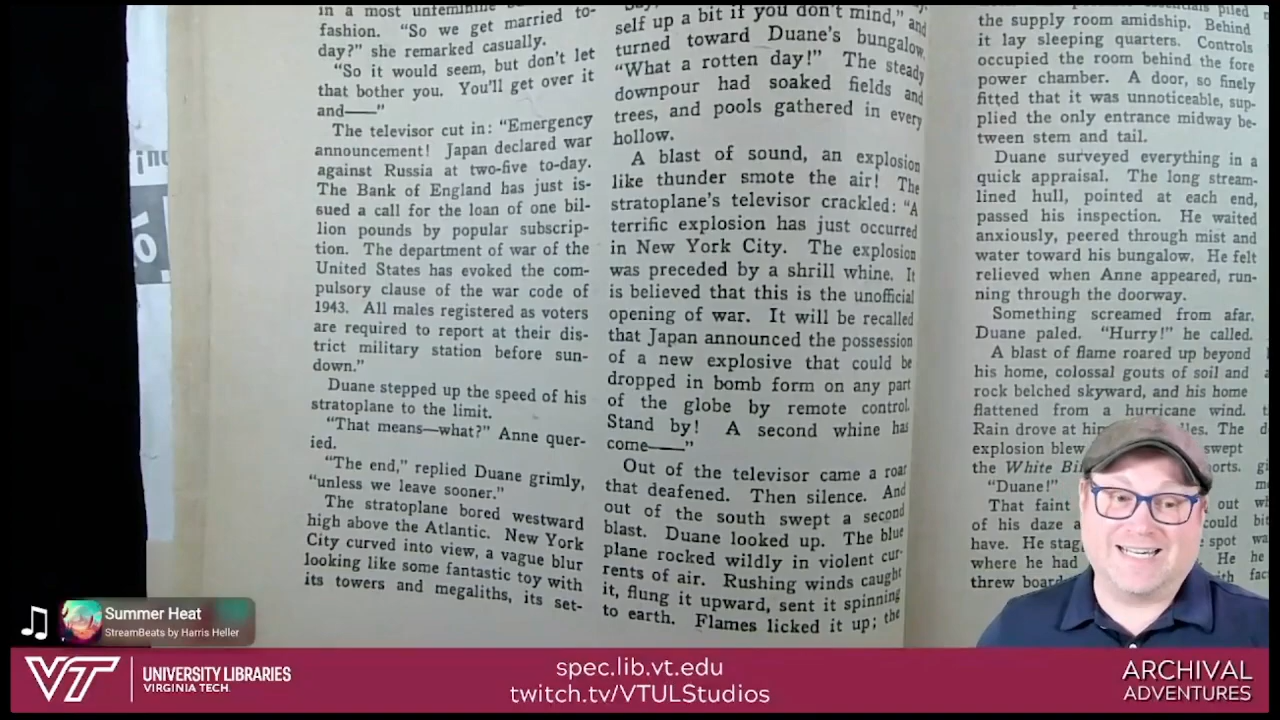 in a most unfeminine
fashion. "So we get married to-
day?" she remarked casually.
"So it would seem, but don't let
that bother you. You'll get over it
and——"
The televisor cut in: "Emergency
announcement! Japan declared war
against Russia at two-five to-day.
The Bank of England has just is-
sued a call for the loan of one bil-
lion pounds by popular subscrip-
tion. The department of war of the
United States has evoked the com-
pulsory clause of the war code of
1943. All males registered as voters
are required to report at their dis-
trict military station before sun-
down."
Duane stepped up the speed of his
stratoplane to the limit.
"That means—what?" Anne quer-
ied.
"The end," replied Duane grimly,
"unless we leave sooner."
The stratoplane bored westward
high above the Atlantic. New York
City curved into view, a vague blur
looking like some fantastic toy with
its towers and megaliths, its set-
self up a bit if you don't mind," and
turned toward Duane's bungalow.
"What a rotten day!" The steady
downpour had soaked fields and
trees, and pools gathered in every
hollow.
A blast of sound, an explosion
like thunder smote the air! The
stratoplane's televisor crackled: "A
terrific explosion has just occurred
in New York City. The explosion
was preceded by a shrill whine. It
is believed that this is the unofficial
opening of war. It will be recalled
that Japan announced the possession
of a new explosive that could be
dropped in bomb form on any part
of the globe by remote control.
Stand by! A second whine has
come——"
Out of the televisor came a roar
that deafened. Then silence. And
out of the south swept a second
blast. Duane looked up. The blue
plane rocked wildly in violent cur-
rents of air. Rushing winds caught
it, flung it upward, sent it spinning
to earth. Flames licked it up; the
piled
the supply room amidship. Behind
it lay sleeping quarters. Controls
occupied the room behind the fore
power chamber. A door, so finely
fitted that it was unnoticeable, sup-
plied the only entrance midway be-
tween stem and tail.
Duane surveyed everything in a
quick appraisal. The long stream-
lined hull, pointed at each end,
passed his inspection. He waited
anxiously, peered through mist and
water toward his bungalow. He felt
relieved when Anne appeared, run-
ning through the doorway.
Something screamed from afar.
Duane paled. "Hurry!" he called.
A blast of flame roared up beyond
his home, colossal gouts of soil and
rock belched skyward, and his home
flattened from a hurricane wind.
Rain drove at The
explosion blew swept
the White
"Duane!"
That faint out
of his daze could
have. He spot
where he had He
threw
Summer Heat
StreamBeats by Harris Heller
VT UNIVERSITY LIBRARIES
VIRGINIA TECH.
spec.lib.vt.edu
twitch.tv/VTULStudios
ARCHIVAL
ADVENTURES